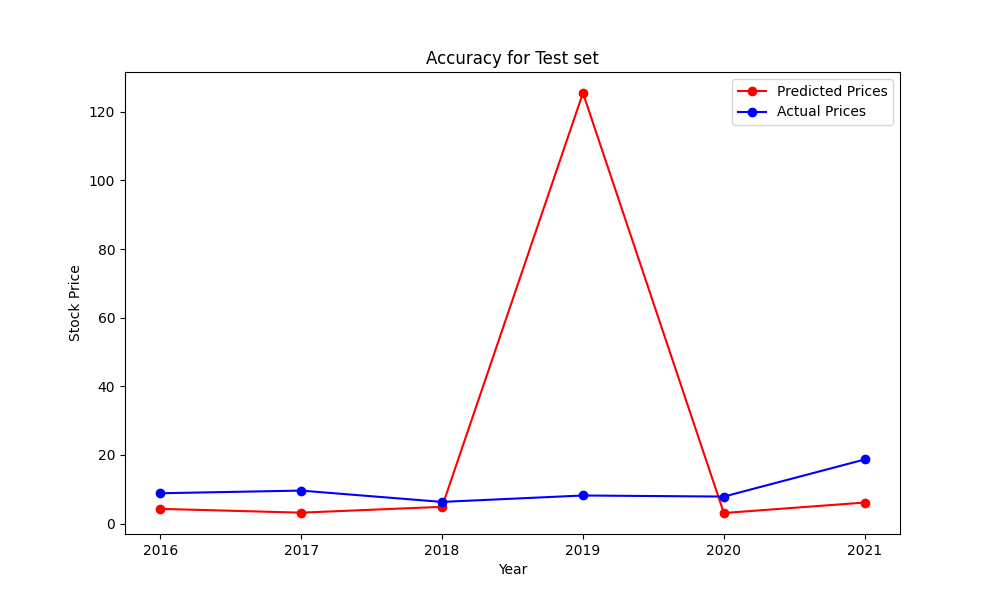 Accuracy for Test set
Predicted Prices
Actual Prices
120
100
80
60
40
20
0
Stock Price
2016 2017 2018 2019 2020 2021
Year